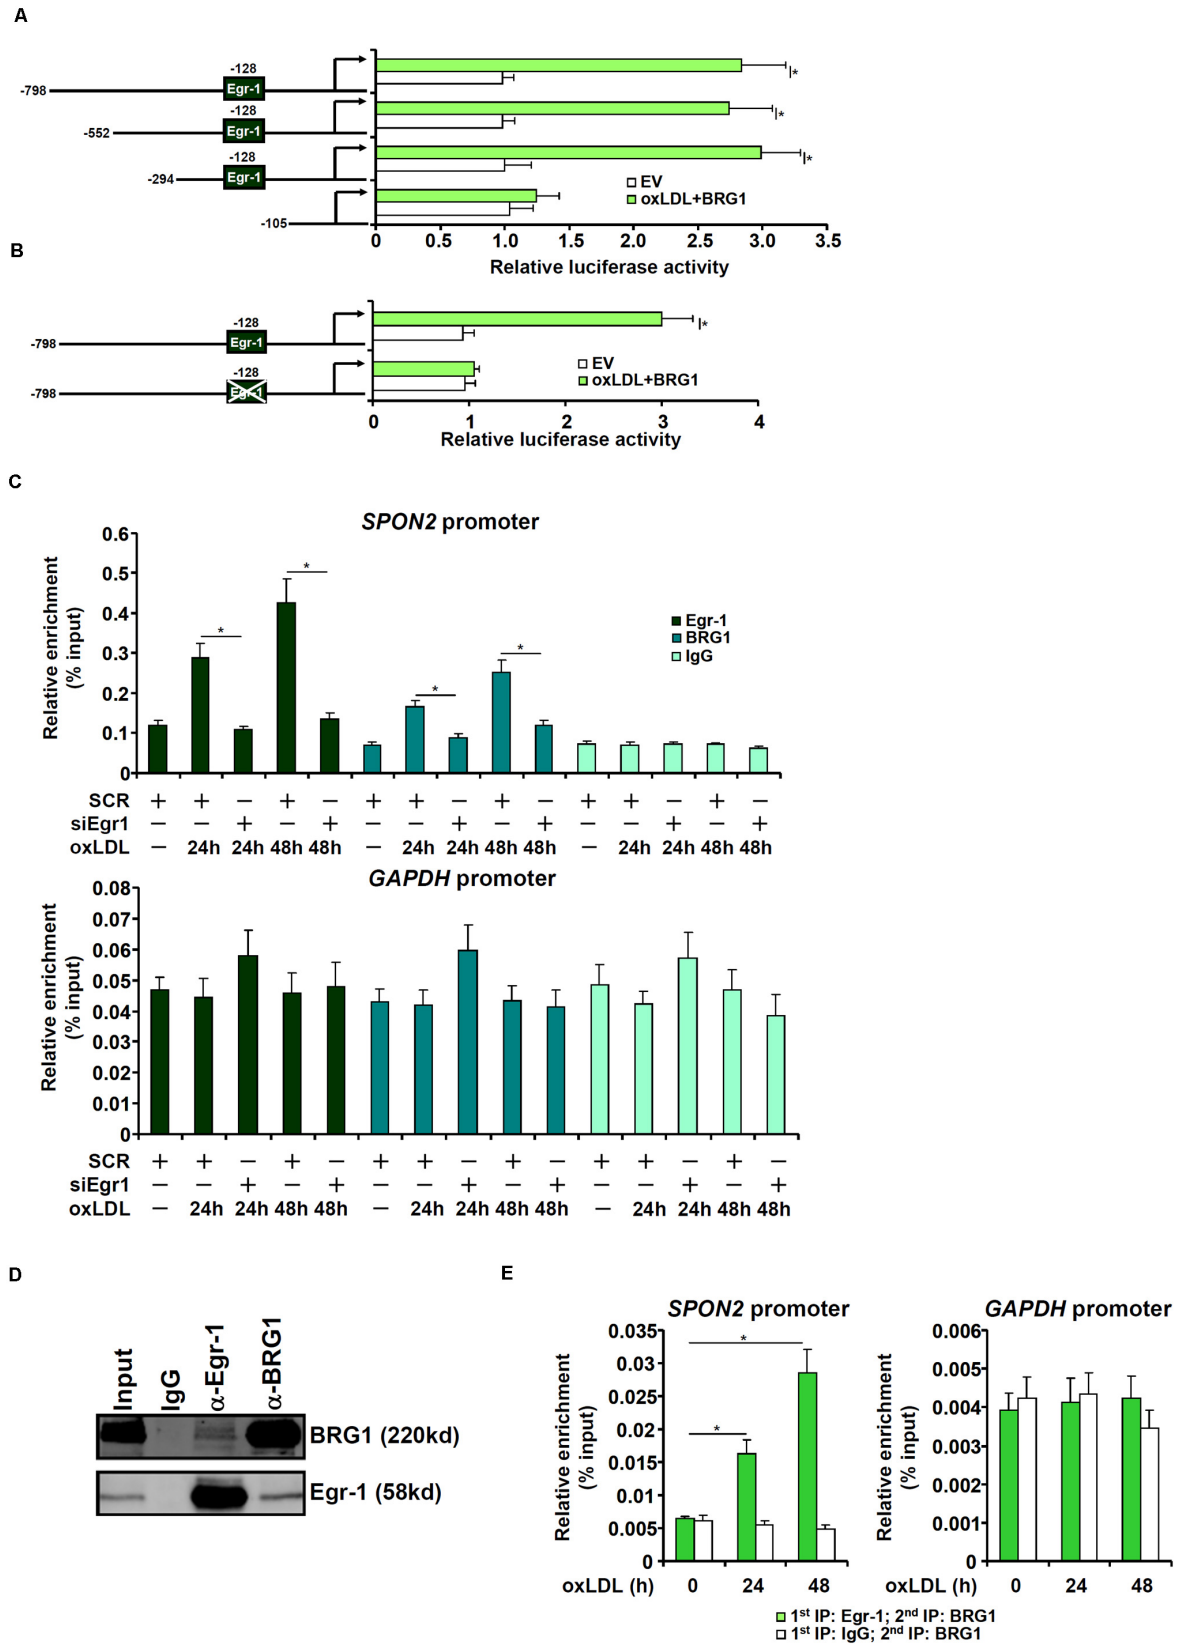 A
-128
Egr-1
-798
*
-128
Egr-1
-552
*
-128
Egr-1
-294
*
EV
oxLDL+BRG1
-105
0 0.5 1.0 1.5 2.0 2.5 3.0 3.5
Relative luciferase activity
B
-128
Egr-1
-798
*
EV
oxLDL+BRG1
-128
Egr-1
-798
0 1 2 3 4
Relative luciferase activity
C
SPON2 promoter
Relative enrichment
(% input)
0.6
0.5
0.4
0.3
0.2
0.1
0
* * * *
Egr-1
BRG1
IgG
SCR + + − + − + + − + − + + − + −
siEgr1 − − + − + − − + − + − − + − +
oxLDL − 24h 24h 48h 48h − 24h 24h 48h 48h − 24h 24h 48h 48h
GAPDH promoter
Relative enrichment
(% input)
0.08
0.07
0.06
0.05
0.04
0.03
0.02
0.01
0
SCR + + − + − + + − + − + + − + −
siEgr1 − − + − + − − + − + − − + − +
oxLDL − 24h 24h 48h 48h − 24h 24h 48h 48h − 24h 24h 48h 48h
D
Input IgG α-Egr-1 α-BRG1
BRG1 (220kd)
Egr-1 (58kd)
E
SPON2 promoter
Relative enrichment
(% input)
0.035
0.03
0.025
0.02
0.015
0.01
0.005
0
* *
oxLDL (h) 0 24 48
GAPDH promoter
Relative enrichment
(% input)
0.006
0.005
0.004
0.003
0.002
0.001
0
oxLDL (h) 0 24 48
1st IP: Egr-1; 2nd IP: BRG1
1st IP: IgG; 2nd IP: BRG1